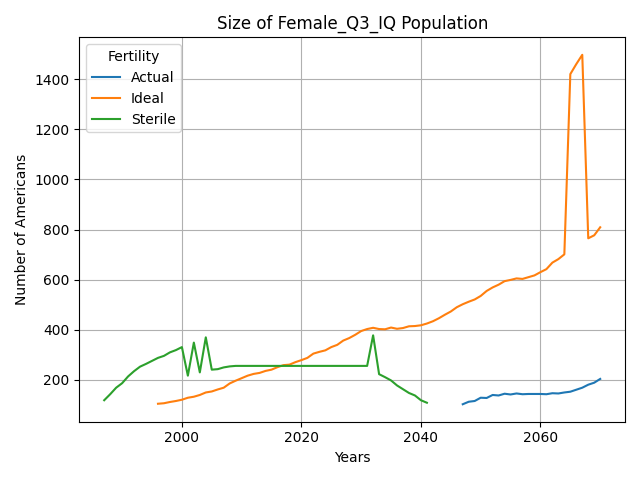 Size of Female_Q3_IQ Population
Fertility
Actual
Ideal
Sterile
Number of Americans
1400
1200
1000
800
600
400
200
2000
2020
2040
2060
Years